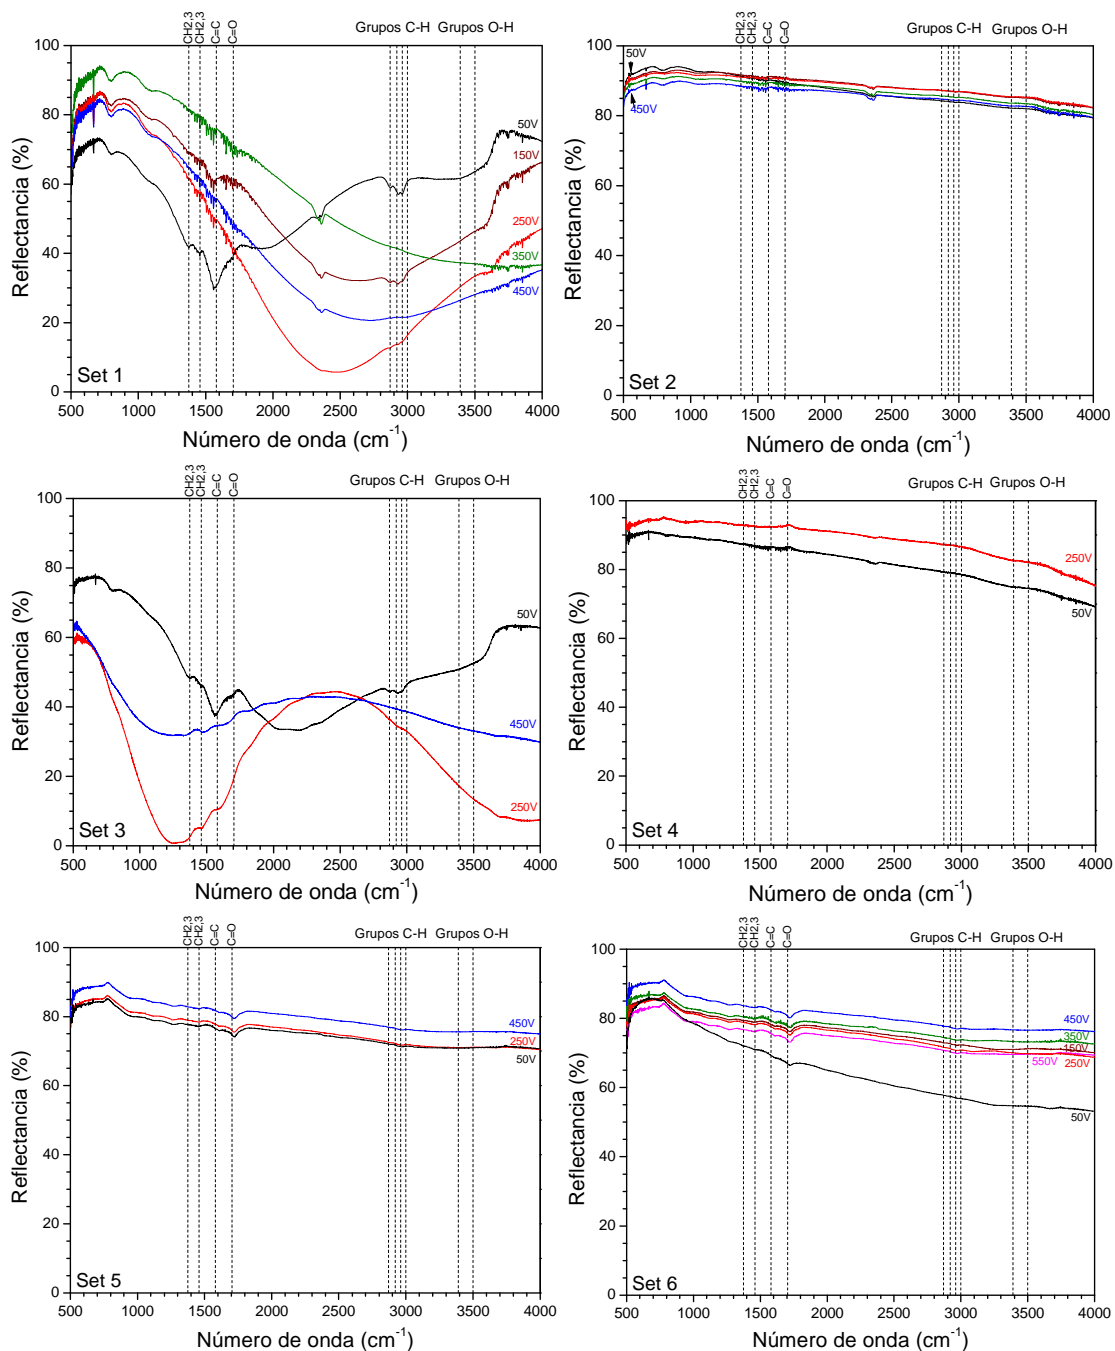 CH2,3
CH2,3
C=C
C=O
Grupos C-H
Grupos O-H
100
80
60
40
20
0
Reflectancia (%)
50V
150V
250V
350V
450V
Set 1
500
1000
1500
2000
2500
3000
3500
4000
Número de onda (cm⁻¹)
CH2,3
CH2,3
C=C
C=O
Grupos C-H
Grupos O-H
100
80
60
40
20
0
Reflectancia (%)
50V
450V
Set 2
500
1000
1500
2000
2500
3000
3500
4000
Número de onda (cm⁻¹)
CH2,3
CH2,3
C=C
C=O
Grupos C-H
Grupos O-H
100
80
60
40
20
0
Reflectancia (%)
50V
450V
250V
Set 3
500
1000
1500
2000
2500
3000
3500
4000
Número de onda (cm⁻¹)
CH2,3
CH2,3
C=C
C=O
Grupos C-H
Grupos O-H
100
80
60
40
20
0
Reflectancia (%)
250V
50V
Set 4
500
1000
1500
2000
2500
3000
3500
4000
Número de onda (cm⁻¹)
CH2,3
CH2,3
C=C
C=O
Grupos C-H
Grupos O-H
100
80
60
40
20
0
Reflectancia (%)
450V
250V
50V
Set 5
500
1000
1500
2000
2500
3000
3500
4000
Número de onda (cm⁻¹)
CH2,3
CH2,3
C=C
C=O
Grupos C-H
Grupos O-H
100
80
60
40
20
0
Reflectancia (%)
450V
350V
150V
550V
250V
50V
Set 6
500
1000
1500
2000
2500
3000
3500
4000
Número de onda (cm⁻¹)